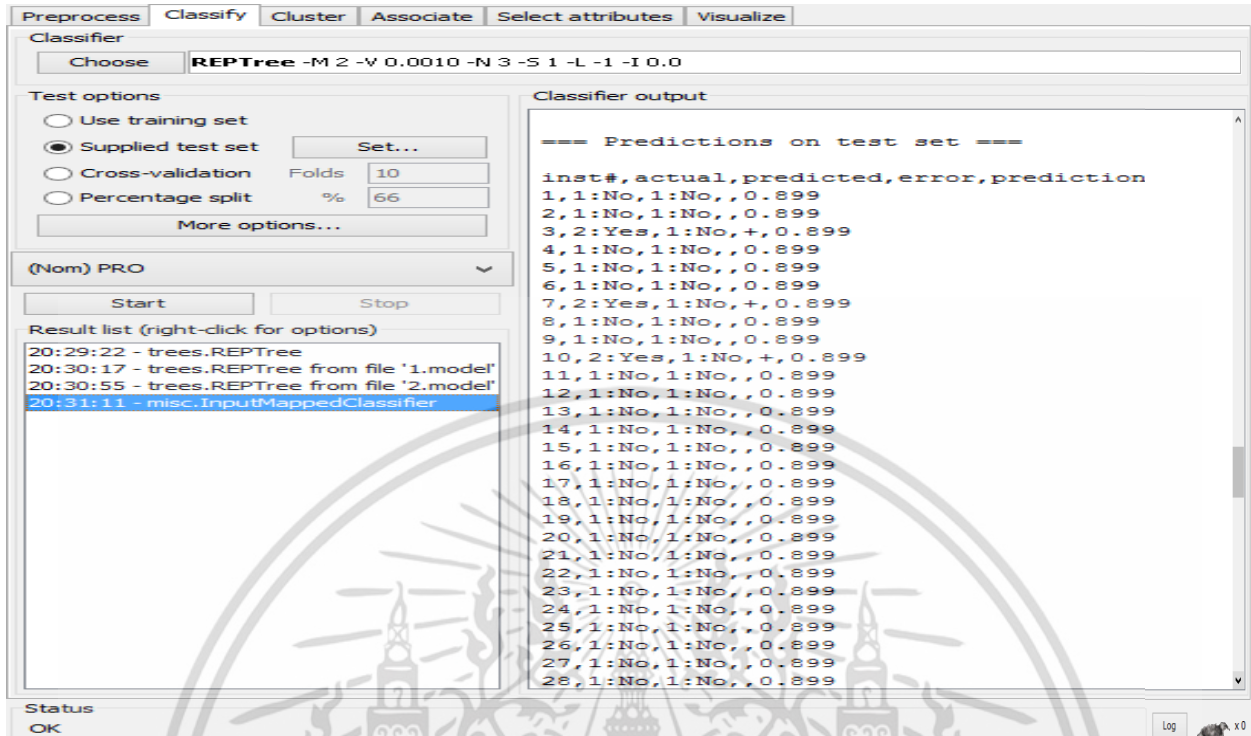 Preprocess Classify Cluster Associate Select attributes Visualize
Classifier
Choose REPTree -M 2 -V 0.0010 -N 3 -S 1 -L -1 -I 0.0
Test options
Use training set
Supplied test set Set...
Cross-validation Folds 10
Percentage split % 66
More options...
(Nom) PRO
Start Stop
Result list (right-click for options)
20:29:22 - trees.REPTree
20:30:17 - trees.REPTree from file '1.model'
20:30:55 - trees.REPTree from file '2.model'
20:31:11 - misc.InputMappedClassifier
Classifier output
=== Predictions on test set ===
inst#,actual,predicted,error,prediction
1,1:No,1:No,,0.899
2,1:No,1:No,,0.899
3,2:Yes,1:No,+,0.899
4,1:No,1:No,,0.899
5,1:No,1:No,,0.899
6,1:No,1:No,,0.899
7,2:Yes,1:No,+,0.899
8,1:No,1:No,,0.899
9,1:No,1:No,,0.899
10,2:Yes,1:No,+,0.899
11,1:No,1:No,,0.899
12,1:No,1:No,,0.899
13,1:No,1:No,,0.899
14,1:No,1:No,,0.899
15,1:No,1:No,,0.899
16,1:No,1:No,,0.899
17,1:No,1:No,,0.899
18,1:No,1:No,,0.899
19,1:No,1:No,,0.899
20,1:No,1:No,,0.899
21,1:No,1:No,,0.899
22,1:No,1:No,,0.899
23,1:No,1:No,,0.899
24,1:No,1:No,,0.899
25,1:No,1:No,,0.899
26,1:No,1:No,,0.899
27,1:No,1:No,,0.899
28,1:No,1:No,,0.899
Status
OK
Log x 0